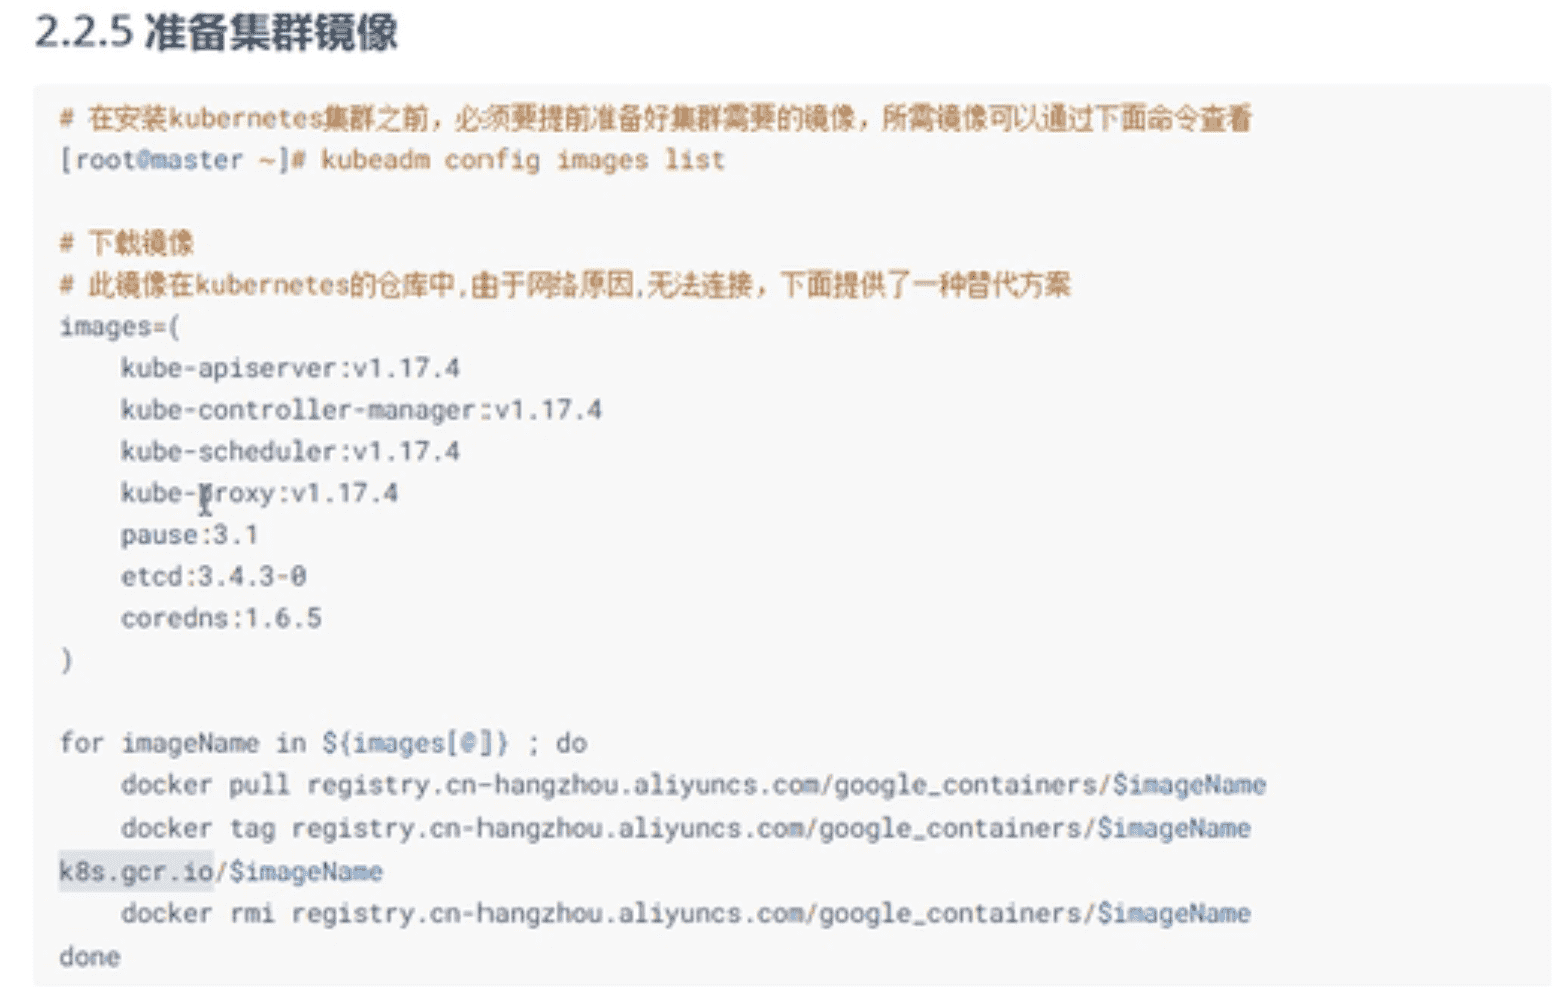 2.2.5 准备集群镜像
# 在安装kubernetes集群之前，必须要提前准备好集群需要的镜像，所需镜像可以通过下面命令查看
[root@master ~]# kubeadm config images list
# 下载镜像
# 此镜像在kubernetes的仓库中,由于网络原因,无法连接，下面提供了一种替代方案
images=(
    kube-apiserver:v1.17.4
    kube-controller-manager:v1.17.4
    kube-scheduler:v1.17.4
    kube-proxy:v1.17.4
    pause:3.1
    etcd:3.4.3-0
    coredns:1.6.5
)
for imageName in ${images[@]} ; do
    docker pull registry.cn-hangzhou.aliyuncs.com/google_containers/$imageName
    docker tag registry.cn-hangzhou.aliyuncs.com/google_containers/$imageName
k8s.gcr.io/$imageName
    docker rmi registry.cn-hangzhou.aliyuncs.com/google_containers/$imageName
done